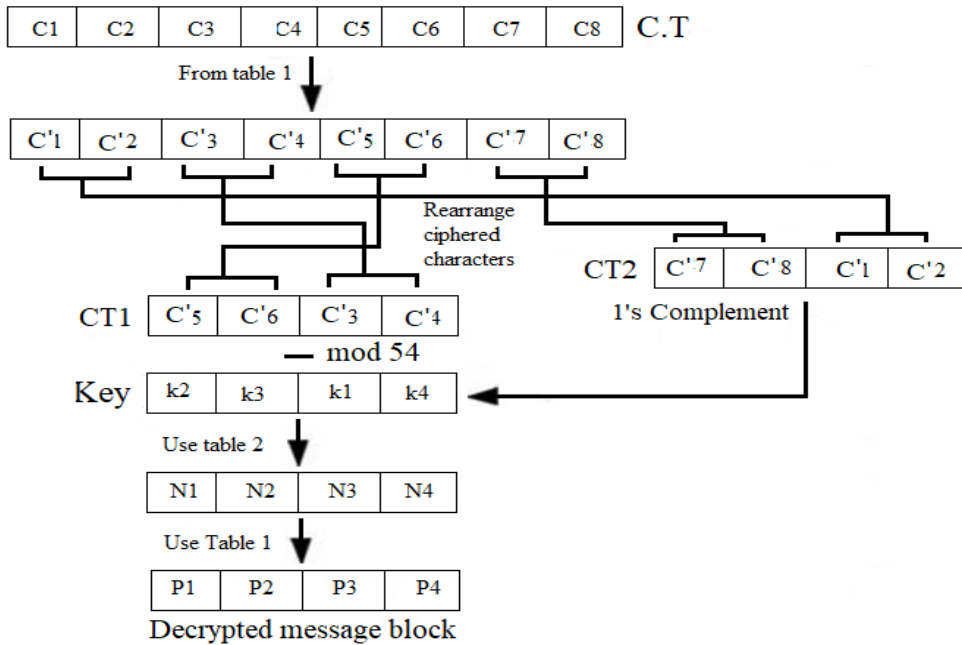 C1 C2 C3 C4 C5 C6 C7 C8 C.T
From table 1
C'1 C'2 C'3 C'4 C'5 C'6 C'7 C'8
Rearrange
ciphered
characters
CT2 C'7 C'8 C'1 C'2
1's Complement
CT1 C'5 C'6 C'3 C'4
— mod 54
Key k2 k3 k1 k4
Use table 2
N1 N2 N3 N4
Use Table 1
P1 P2 P3 P4
Decrypted message block